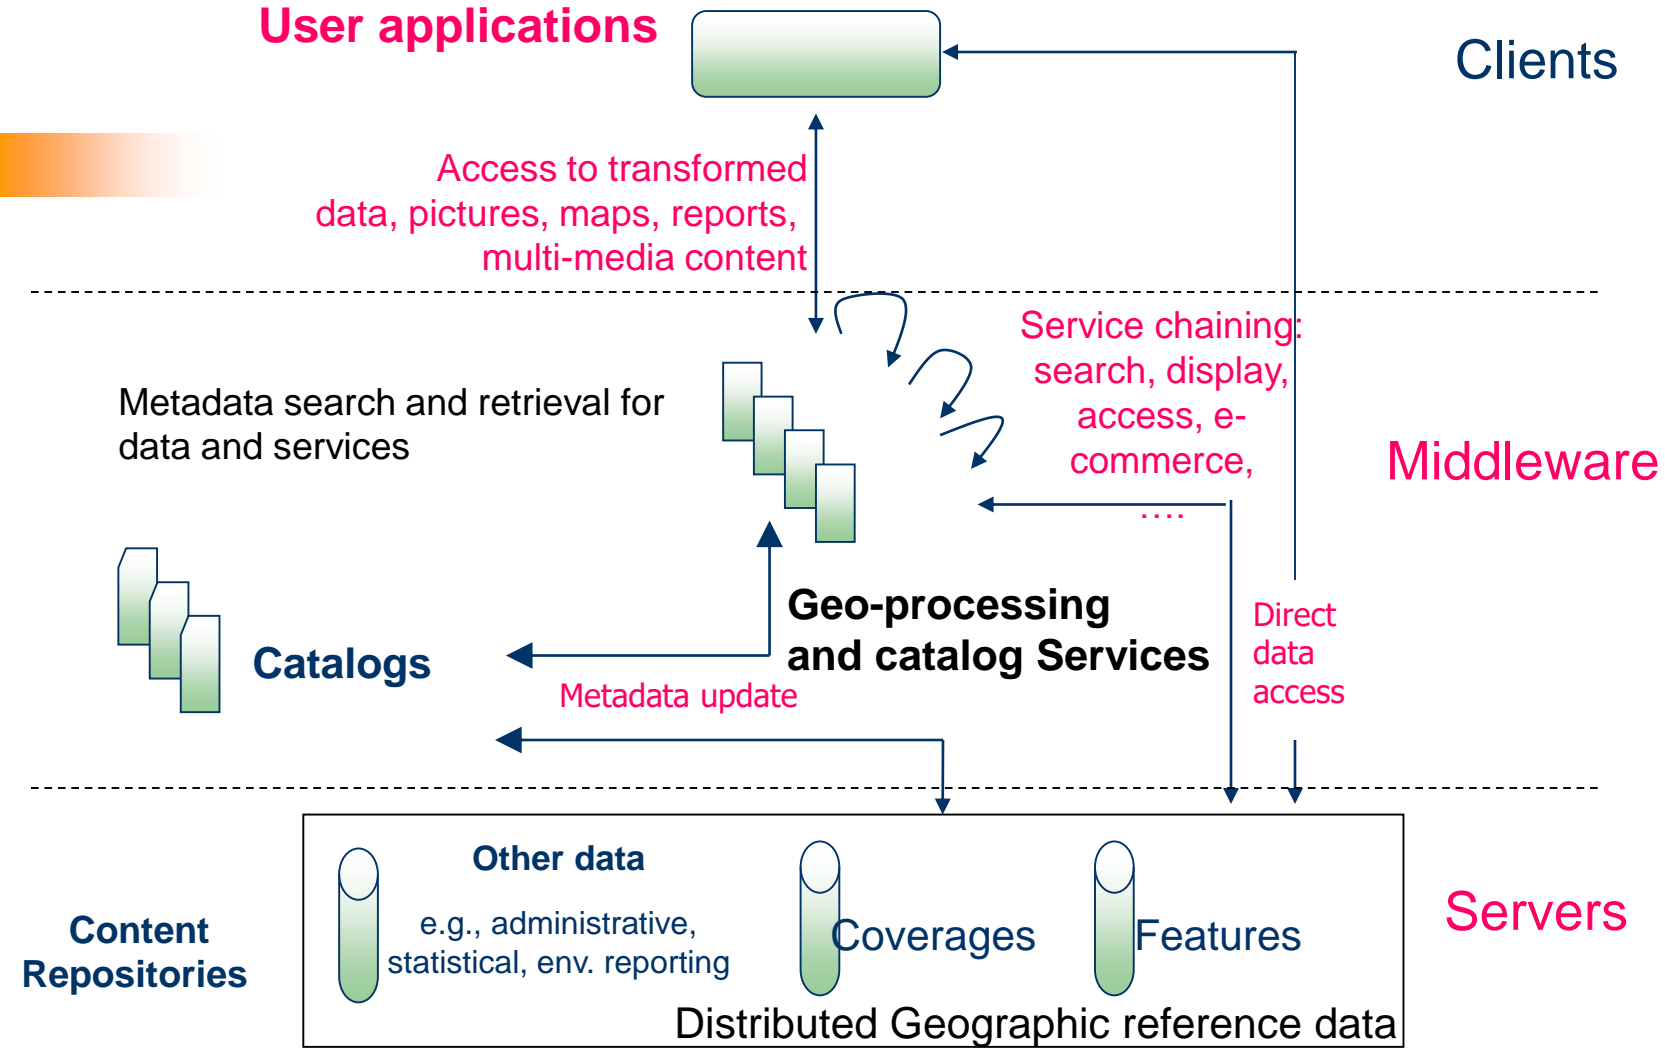 User applications
Clients
Access to transformed
data, pictures, maps, reports,
multi-media content
Service chaining:
search, display,
access, e-
commerce,
....
Metadata search and retrieval for
data and services
Middleware
Geo-processing
and catalog Services
Catalogs
Direct
data
access
Metadata update
Other data
e.g., administrative,
statistical, env. reporting
Coverages
Features
Servers
Content
Repositories
Distributed Geographic reference data